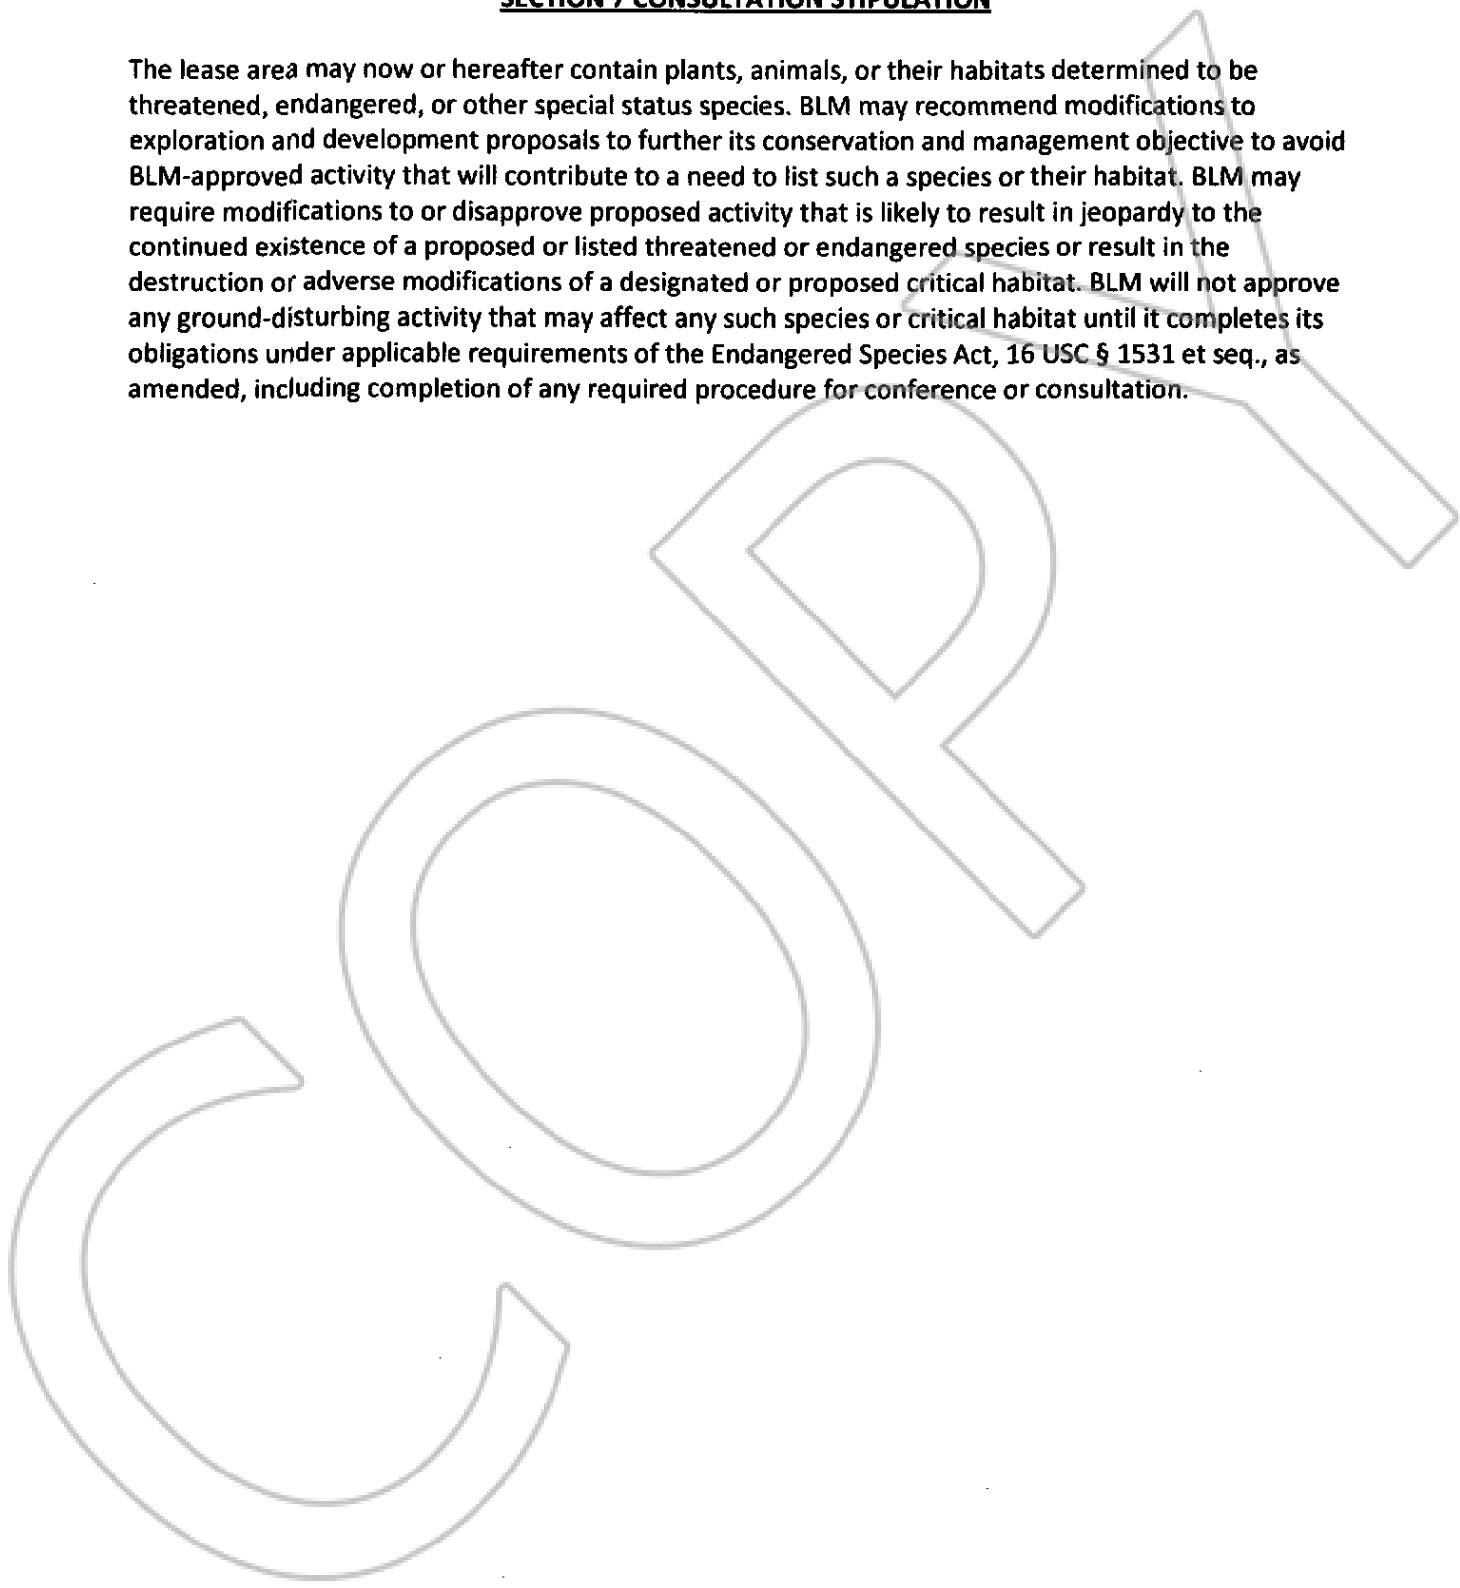 SECTION 7 CONSULTATION STIPULATION
The lease area may now or hereafter contain plants, animals, or their habitats determined to be
threatened, endangered, or other special status species. BLM may recommend modifications to
exploration and development proposals to further its conservation and management objective to avoid
BLM-approved activity that will contribute to a need to list such a species or their habitat. BLM may
require modifications to or disapprove proposed activity that is likely to result in jeopardy to the
continued existence of a proposed or listed threatened or endangered species or result in the
destruction or adverse modifications of a designated or proposed critical habitat. BLM will not approve
any ground-disturbing activity that may affect any such species or critical habitat until it completes its
obligations under applicable requirements of the Endangered Species Act, 16 USC § 1531 et seq., as
amended, including completion of any required procedure for conference or consultation.
COPY